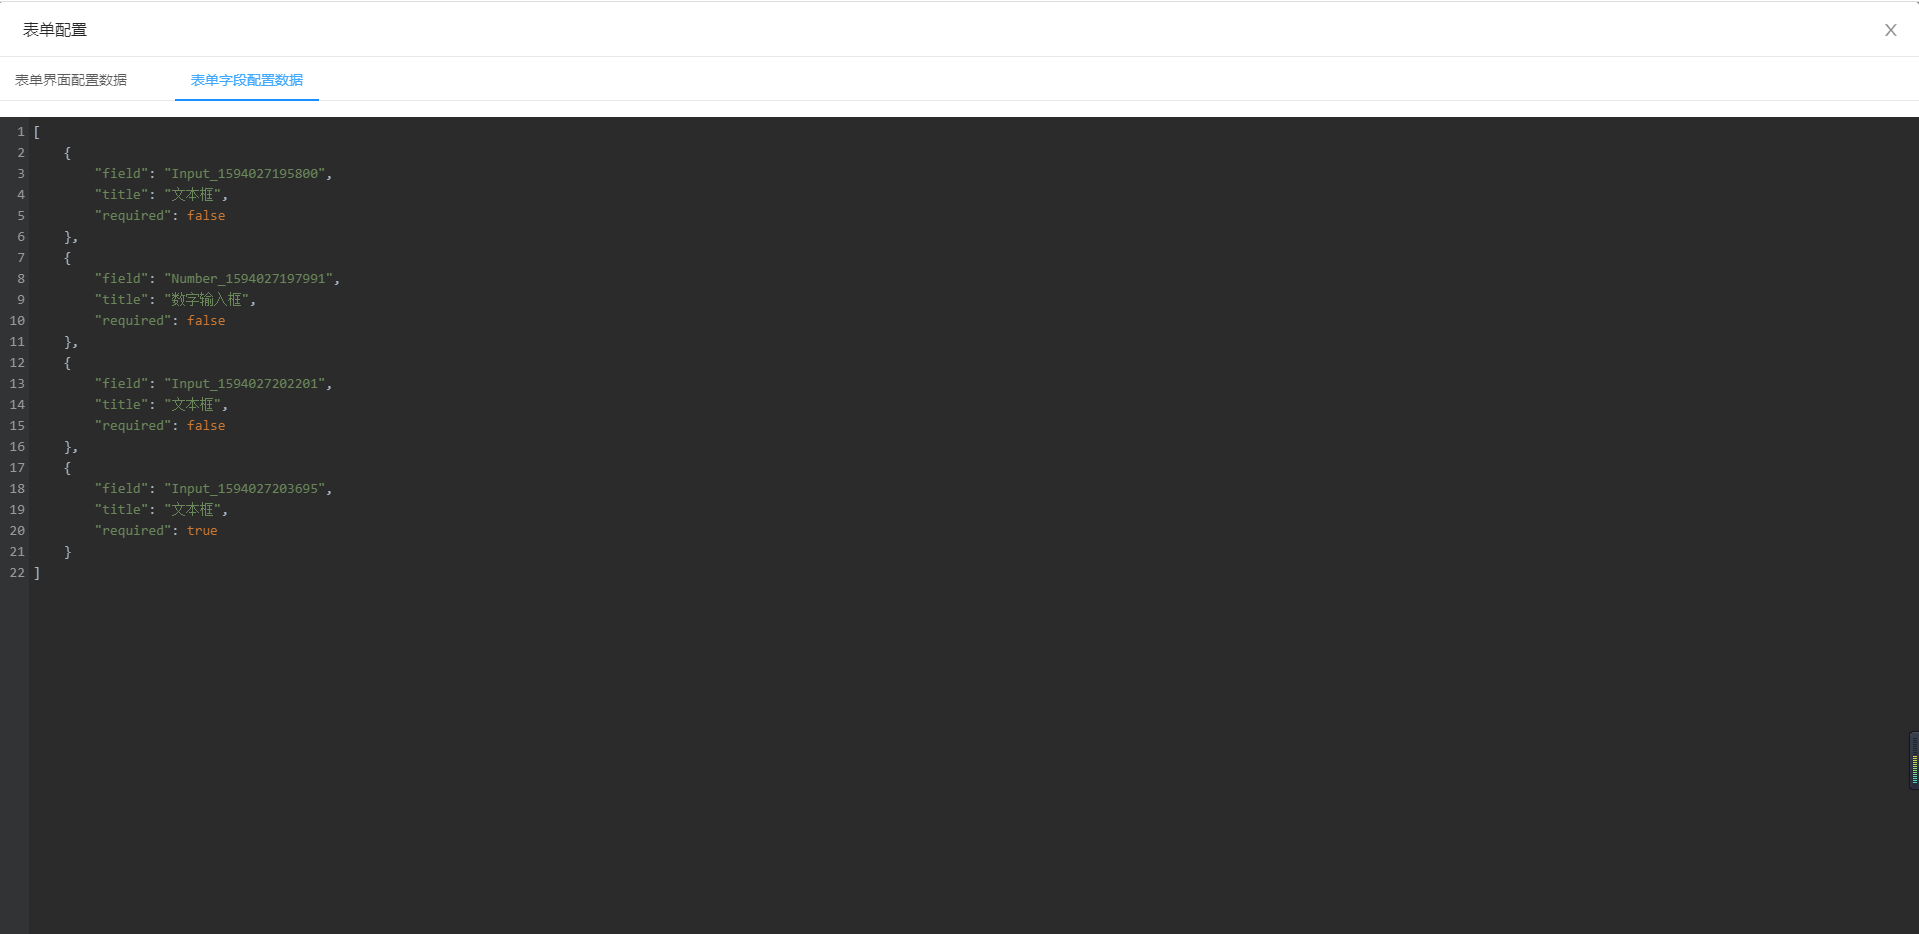 表单配置
X
表单界面配置数据 表单字段配置数据
1 [
2     {
3         "field": "Input_1594027195800",
4         "title": "文本框",
5         "required": false
6     },
7     {
8         "field": "Number_1594027197991",
9         "title": "数字输入框",
10         "required": false
11     },
12     {
13         "field": "Input_1594027202201",
14         "title": "文本框",
15         "required": false
16     },
17     {
18         "field": "Input_1594027203695",
19         "title": "文本框",
20         "required": true
21     }
22 ]